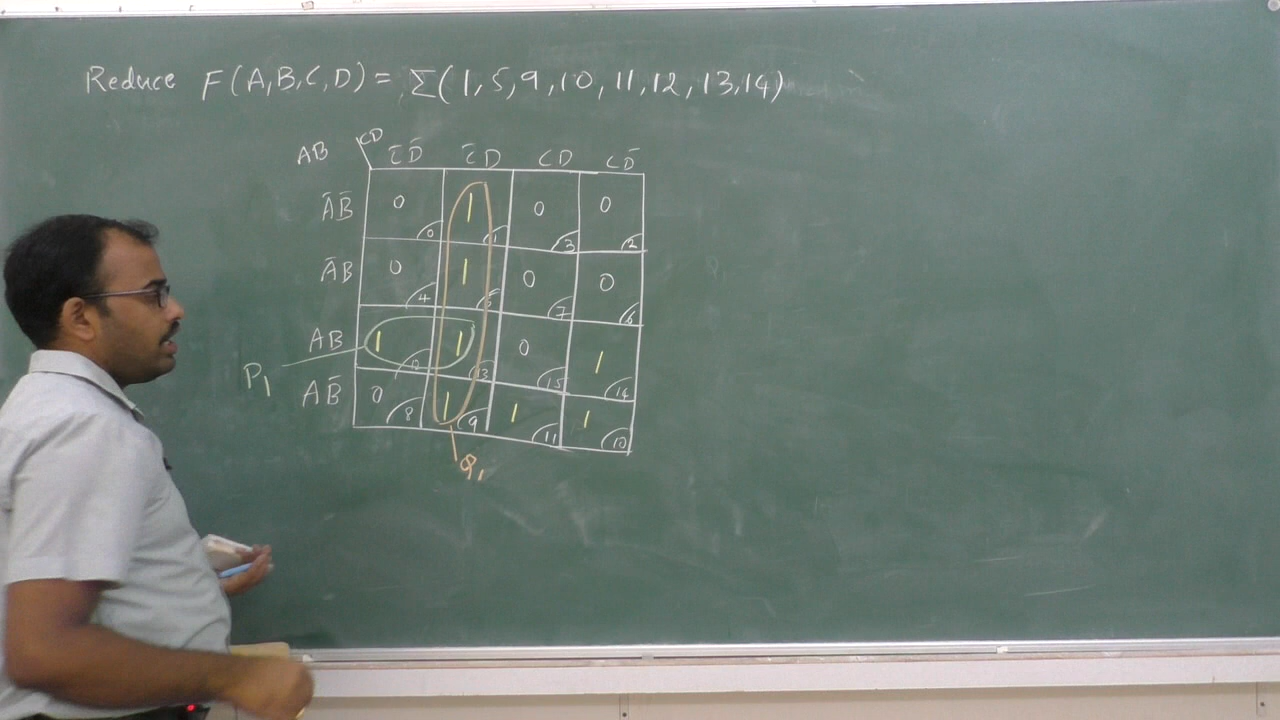 Reduce F(A,B,C,D) = Σ(1,5,9,10,11,12,13,14)
AB CD C̄D̄ C̄D CD CD̄
ĀB̄ 0 0 1 1 0 3 0 2
ĀB 0 4 1 5 0 7 0 6
AB 1 12 1 13 0 15 1 14
P1
AB̄ 0 8 1 9 1 11 1 10
Q1